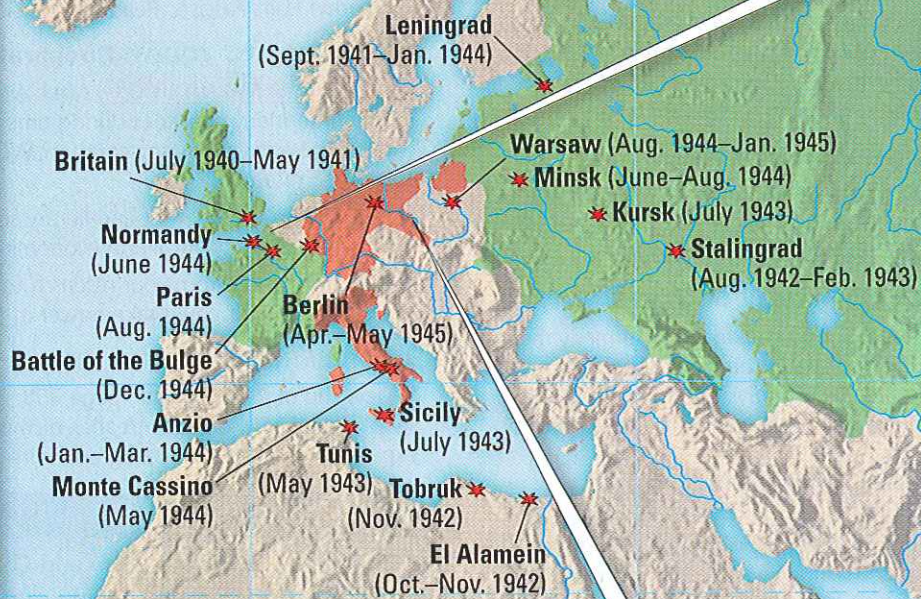 Leningrad
(Sept. 1941–Jan. 1944)
Britain (July 1940–May 1941)
Warsaw (Aug. 1944–Jan. 1945)
Minsk (June–Aug. 1944)
Kursk (July 1943)
Normandy
(June 1944)
Stalingrad
(Aug. 1942–Feb. 1943)
Paris
(Aug. 1944)
Berlin
(Apr.–May 1945)
Battle of the Bulge
(Dec. 1944)
Anzio
(Jan.–Mar. 1944)
Sicily
(July 1943)
Tunis
(May 1943)
Monte Cassino
(May 1944)
Tobruk
(Nov. 1942)
El Alamein
(Oct.–Nov. 1942)